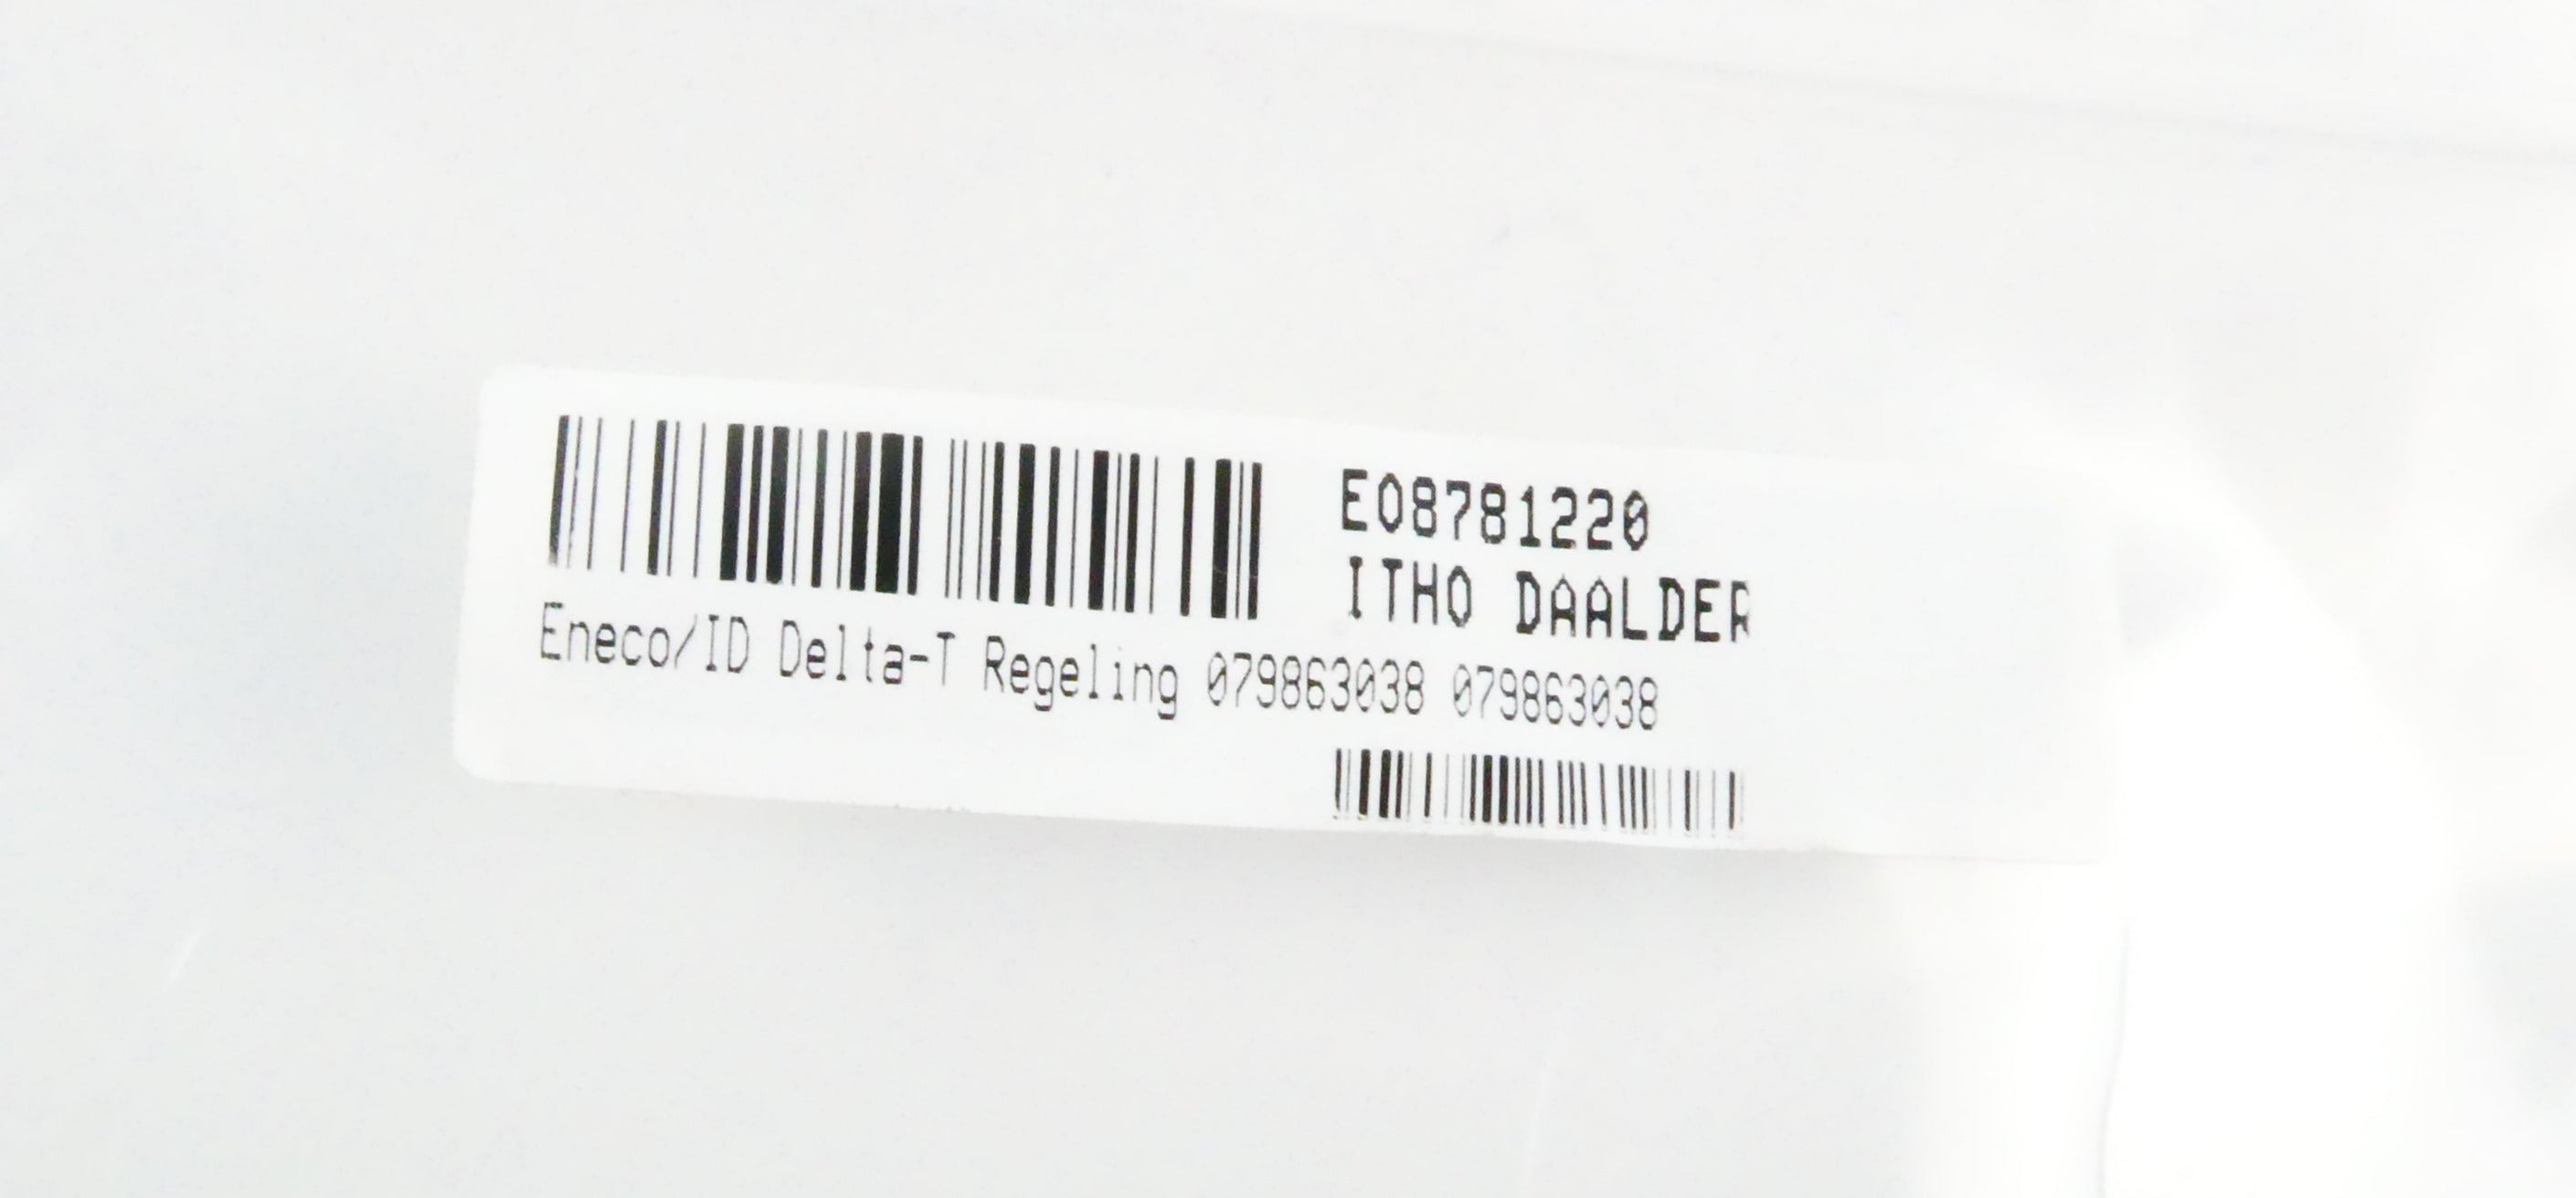 E08781220
ITHO DAALDER
Eneco/ID Delta-T Regeling 079863038 079863038